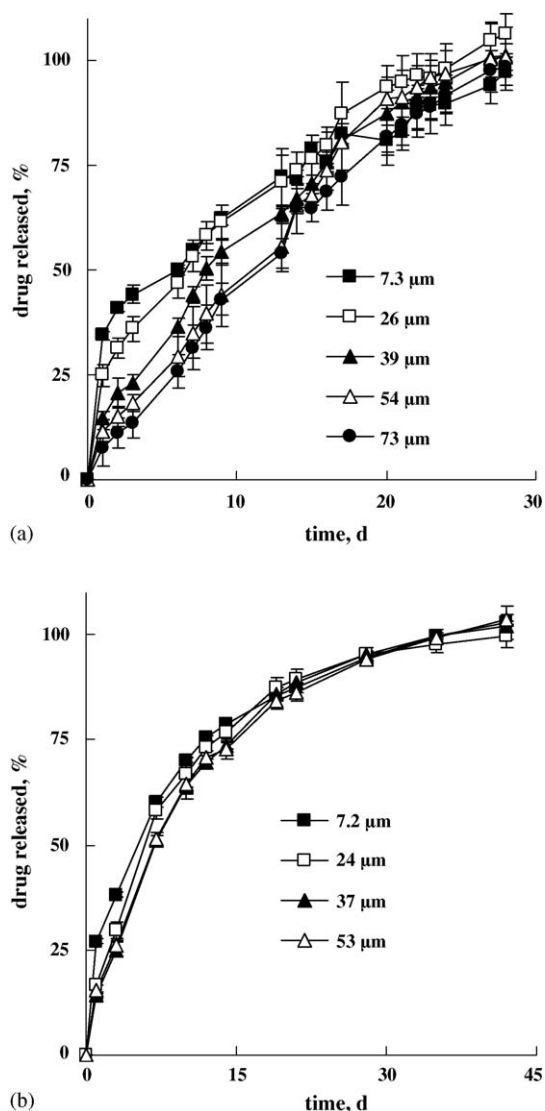 100
75
50
25
0
drug released, %
7.3 µm
26 µm
39 µm
54 µm
73 µm
0 10 20 30
time, d
(a)
100
75
50
25
0
drug released, %
7.2 µm
24 µm
37 µm
53 µm
0 15 30 45
time, d
(b)